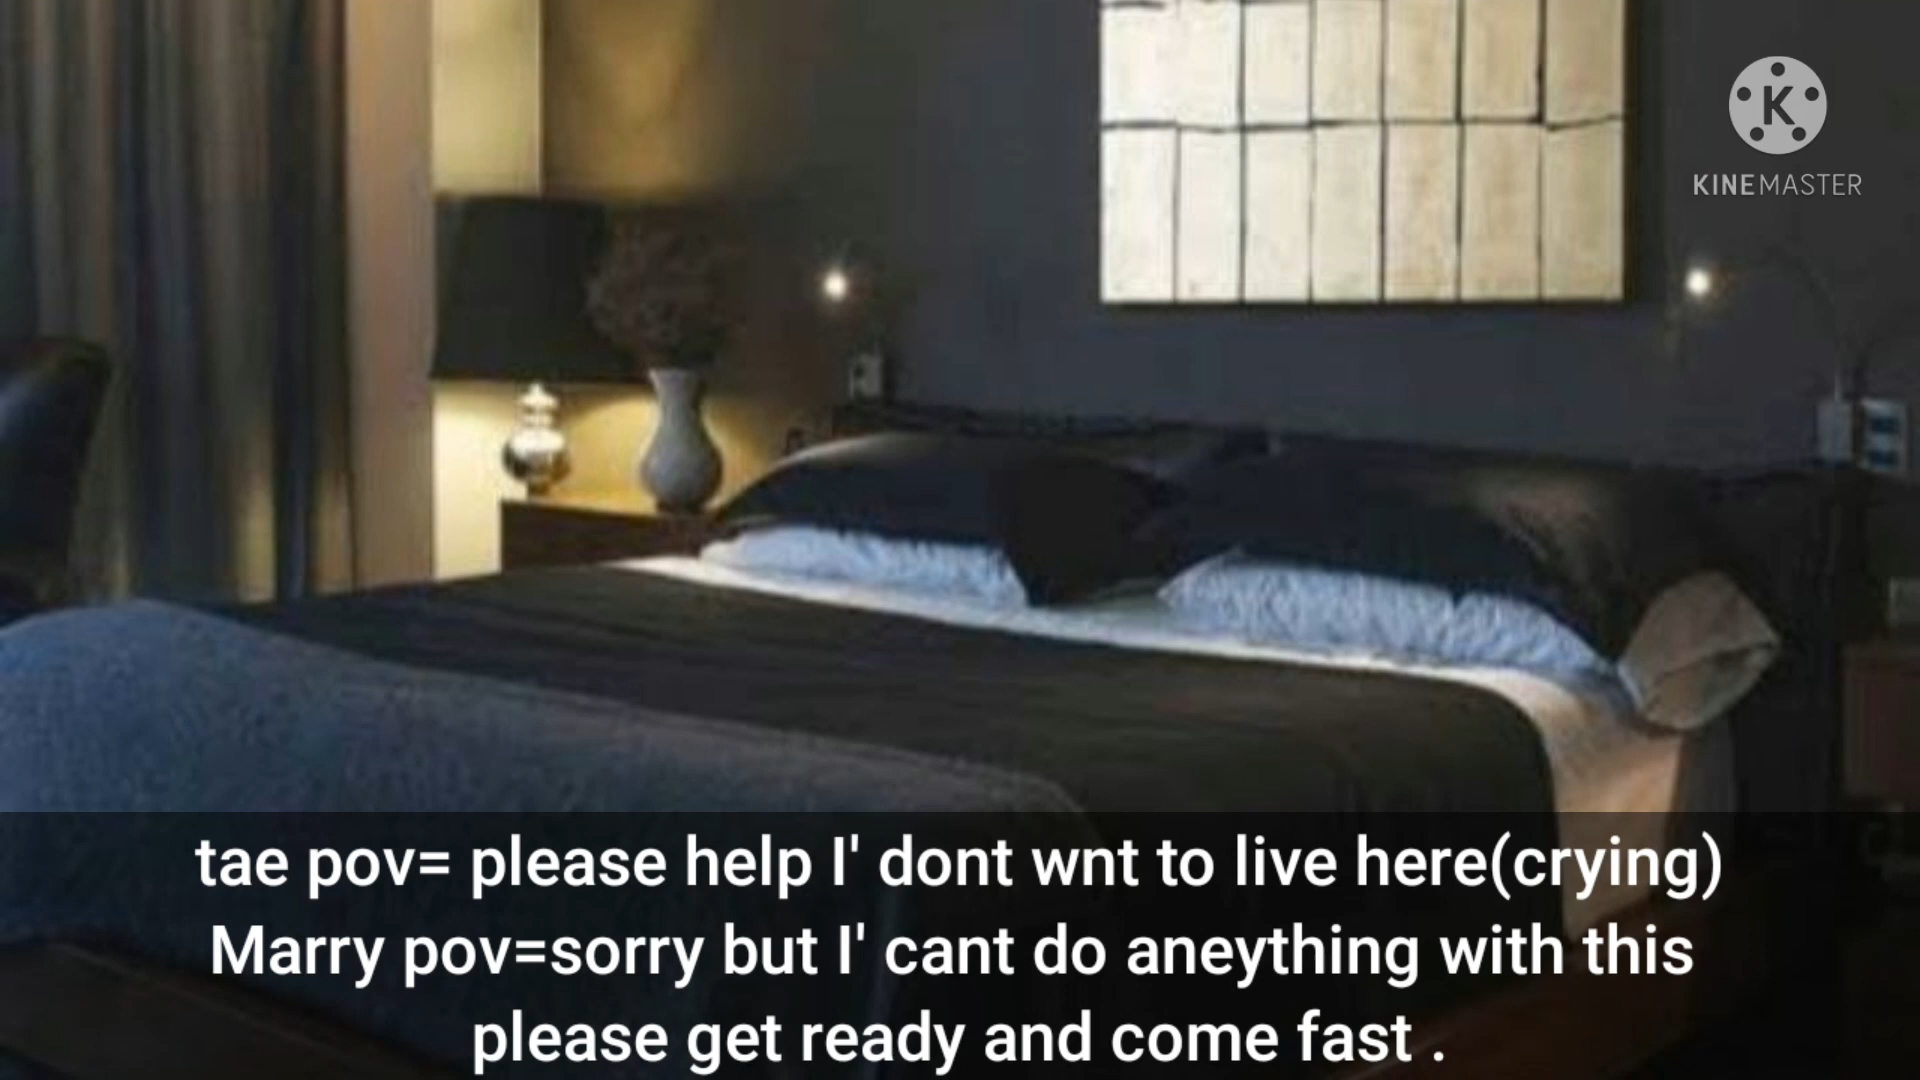 KINEMASTER
tae pov= please help I' dont wnt to live here(crying)
Marry pov=sorry but I' cant do aneything with this
please get ready and come fast .